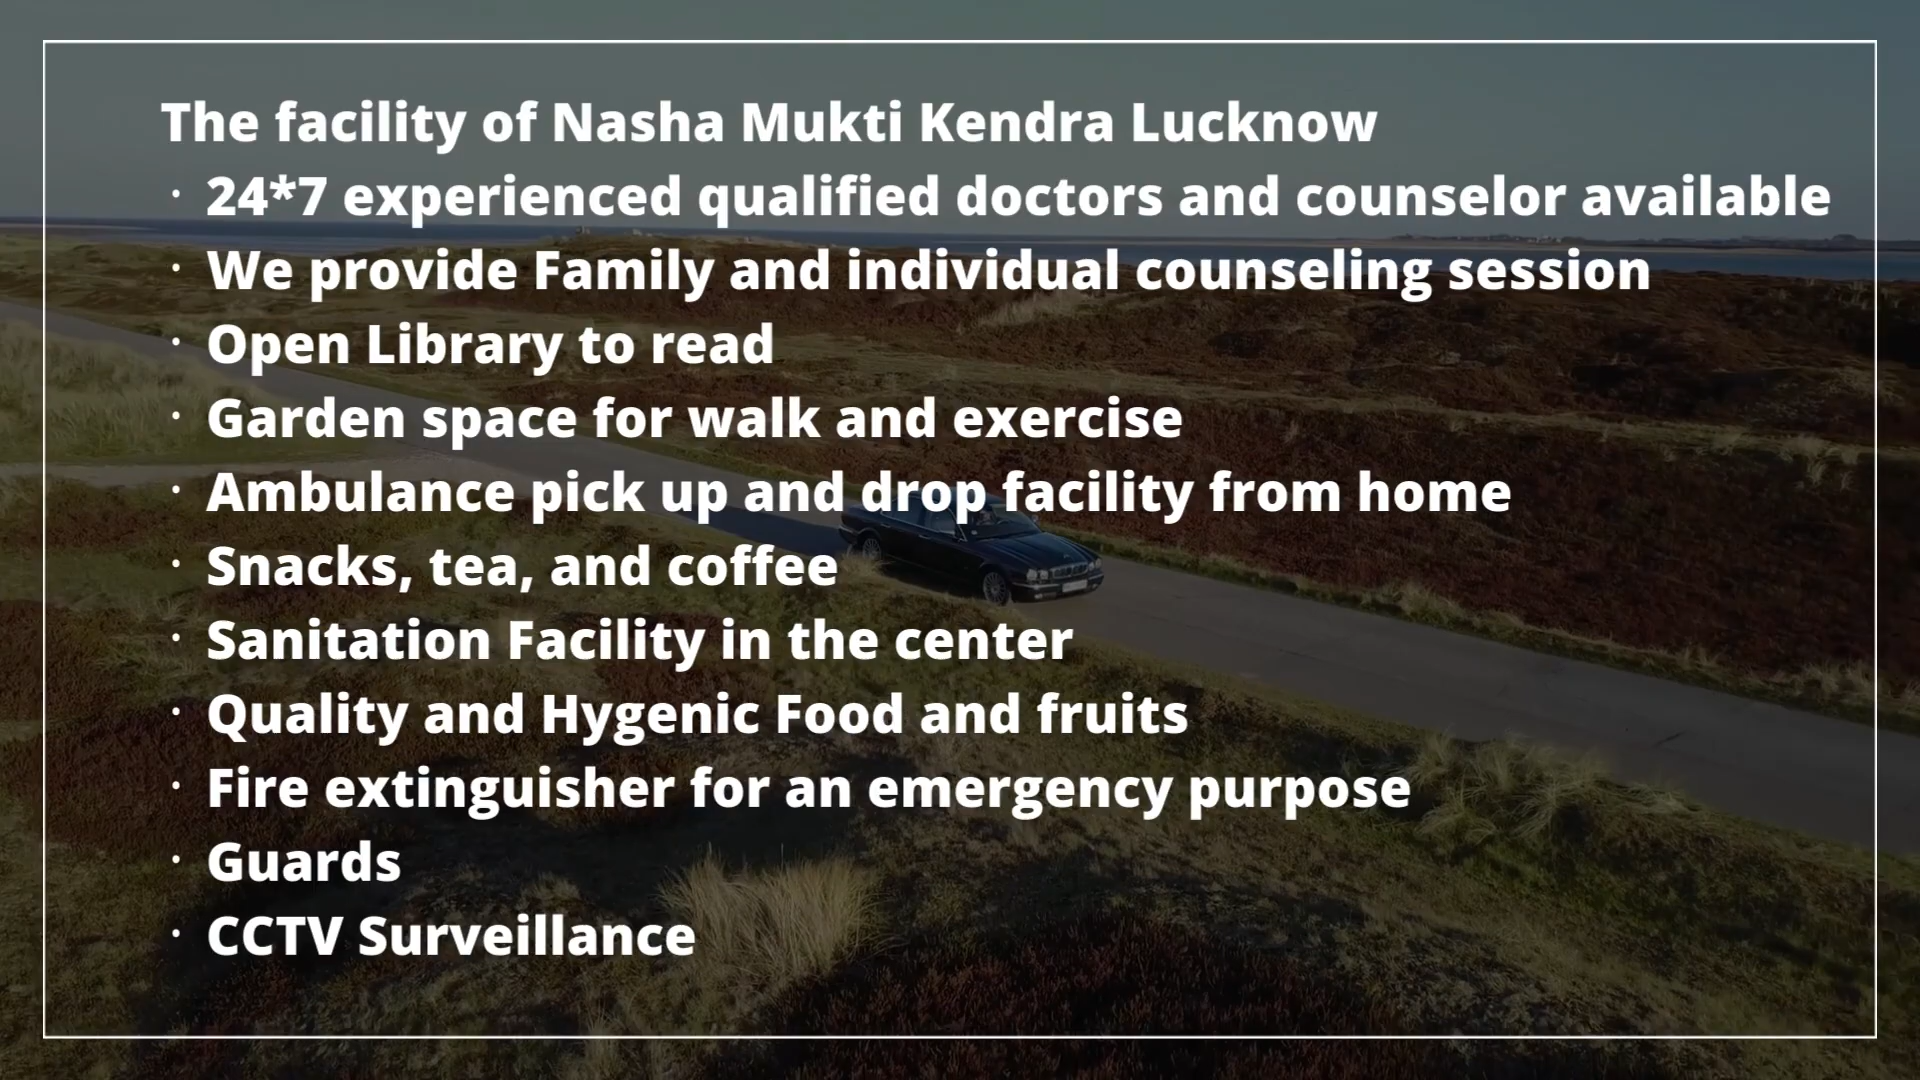 The facility of Nasha Mukti Kendra Lucknow
· 24*7 experienced qualified doctors and counselor available
· We provide Family and individual counseling session
· Open Library to read
· Garden space for walk and exercise
· Ambulance pick up and drop facility from home
· Snacks, tea, and coffee
· Sanitation Facility in the center
· Quality and Hygenic Food and fruits
· Fire extinguisher for an emergency purpose
· Guards
· CCTV Surveillance